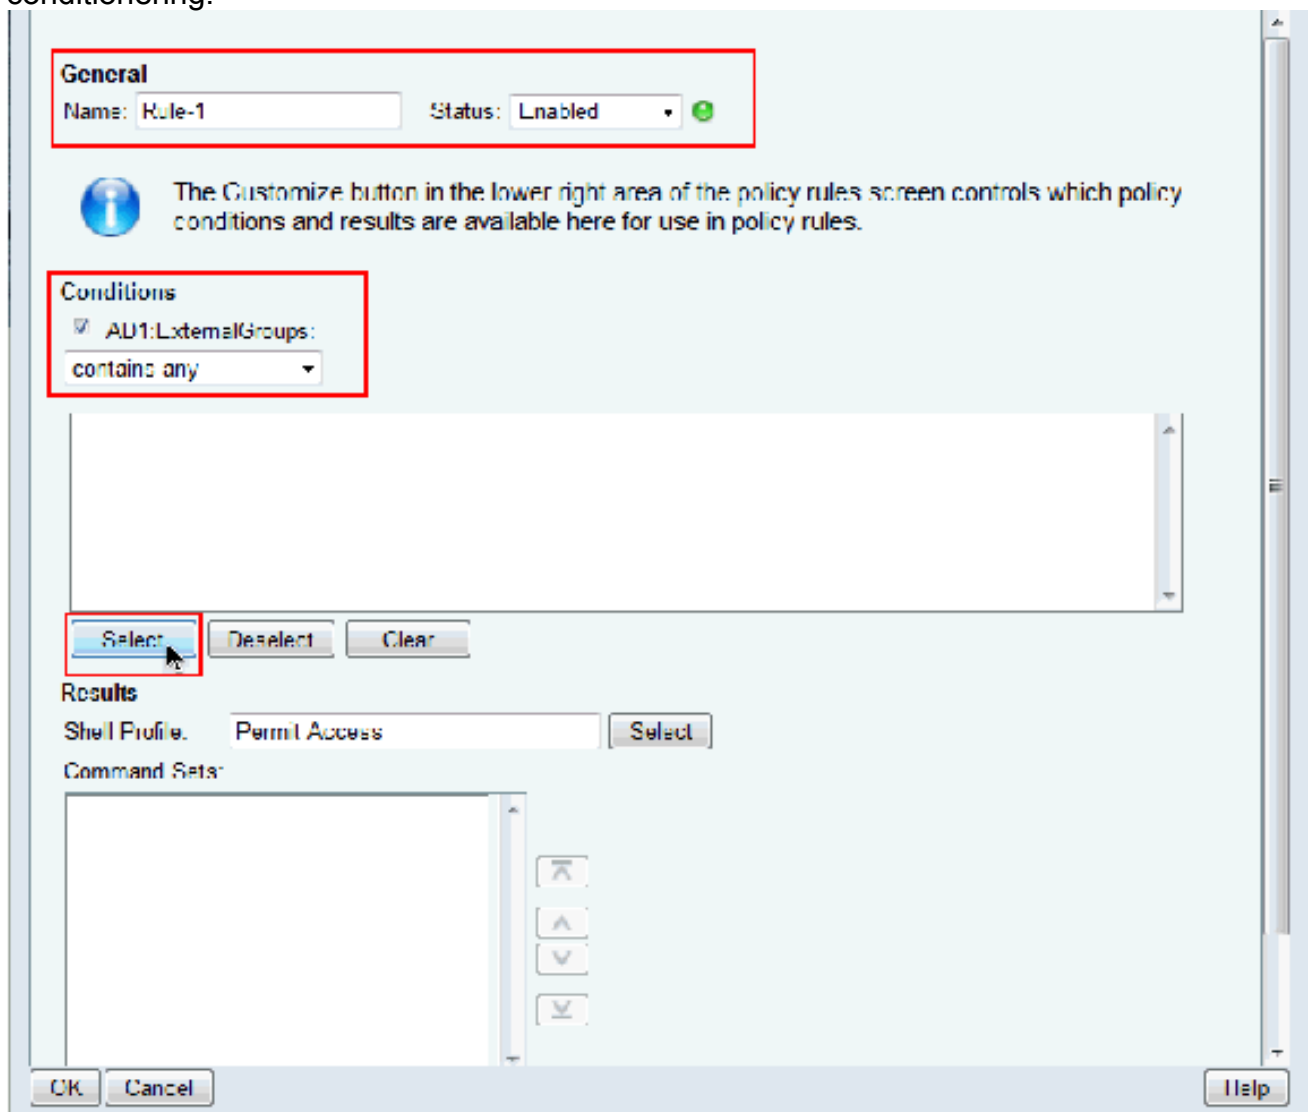 conditionering.
General
Name: Rule-1 Status: Enabled
The Customize button in the lower right area of the policy rules screen controls which policy
conditions and results are available here for use in policy rules.
Conditions
AD1:ExternalGroups:
contains any
Select Deselect Clear
Results
Shell Profile: Permit Access Select
Command Sets:
OK Cancel Help